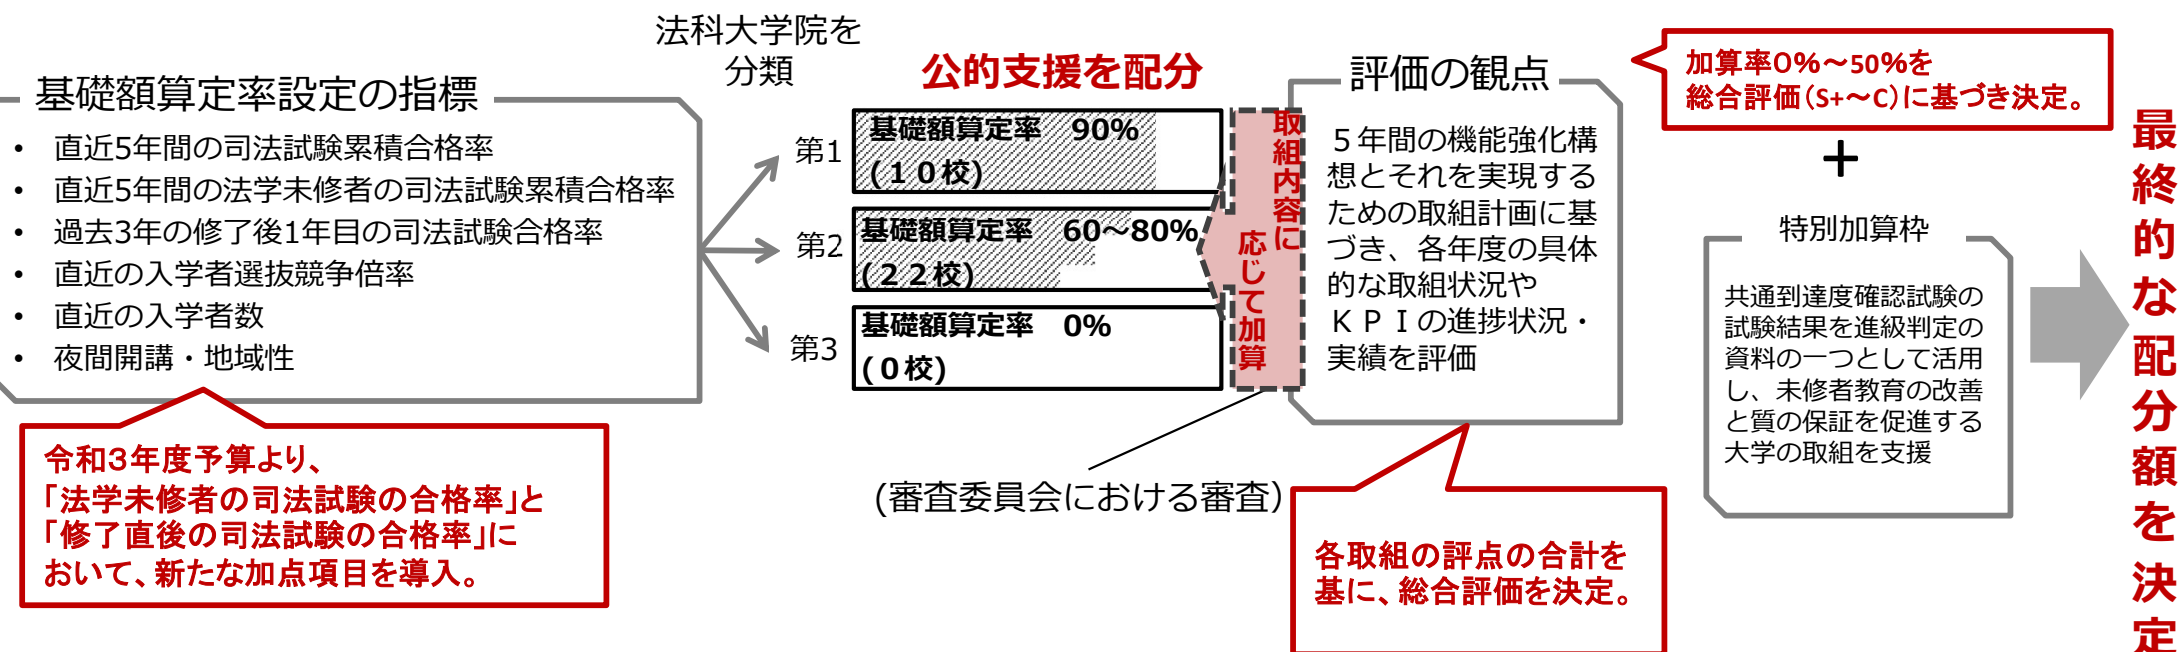 基礎額算定率設定の指標
• 直近5年間の司法試験累積合格率
• 直近5年間の法学未修者の司法試験累積合格率
• 過去3年の修了後1年目の司法試験合格率
• 直近の入学者選抜競争倍率
• 直近の入学者数
• 夜間開講・地域性
令和3年度予算より、
「法学未修者の司法試験の合格率」と
「修了直後の司法試験の合格率」に
おいて、新たな加点項目を導入。
法科大学院を
分類
第1
第2
第3
公的支援を配分
基礎額算定率 90%
(10校)
基礎額算定率 60~80%
(22校)
基礎額算定率 0%
(0校)
取組内容に
応じて加算
(審査委員会における審査)
評価の観点
5年間の機能強化構
想とそれを実現する
ための取組計画に基
づき、各年度の具体
的な取組状況や
KPIの進捗状況・
実績を評価
各取組の評点の合計を
基に、総合評価を決定。
加算率0%~50%を
総合評価(S+~C)に基づき決定。
+
特別加算枠
共通到達度確認試験の
試験結果を進級判定の
資料の一つとして活用
し、未修者教育の改善
と質の保証を促進する
大学の取組を支援
最終的な配分額を決定